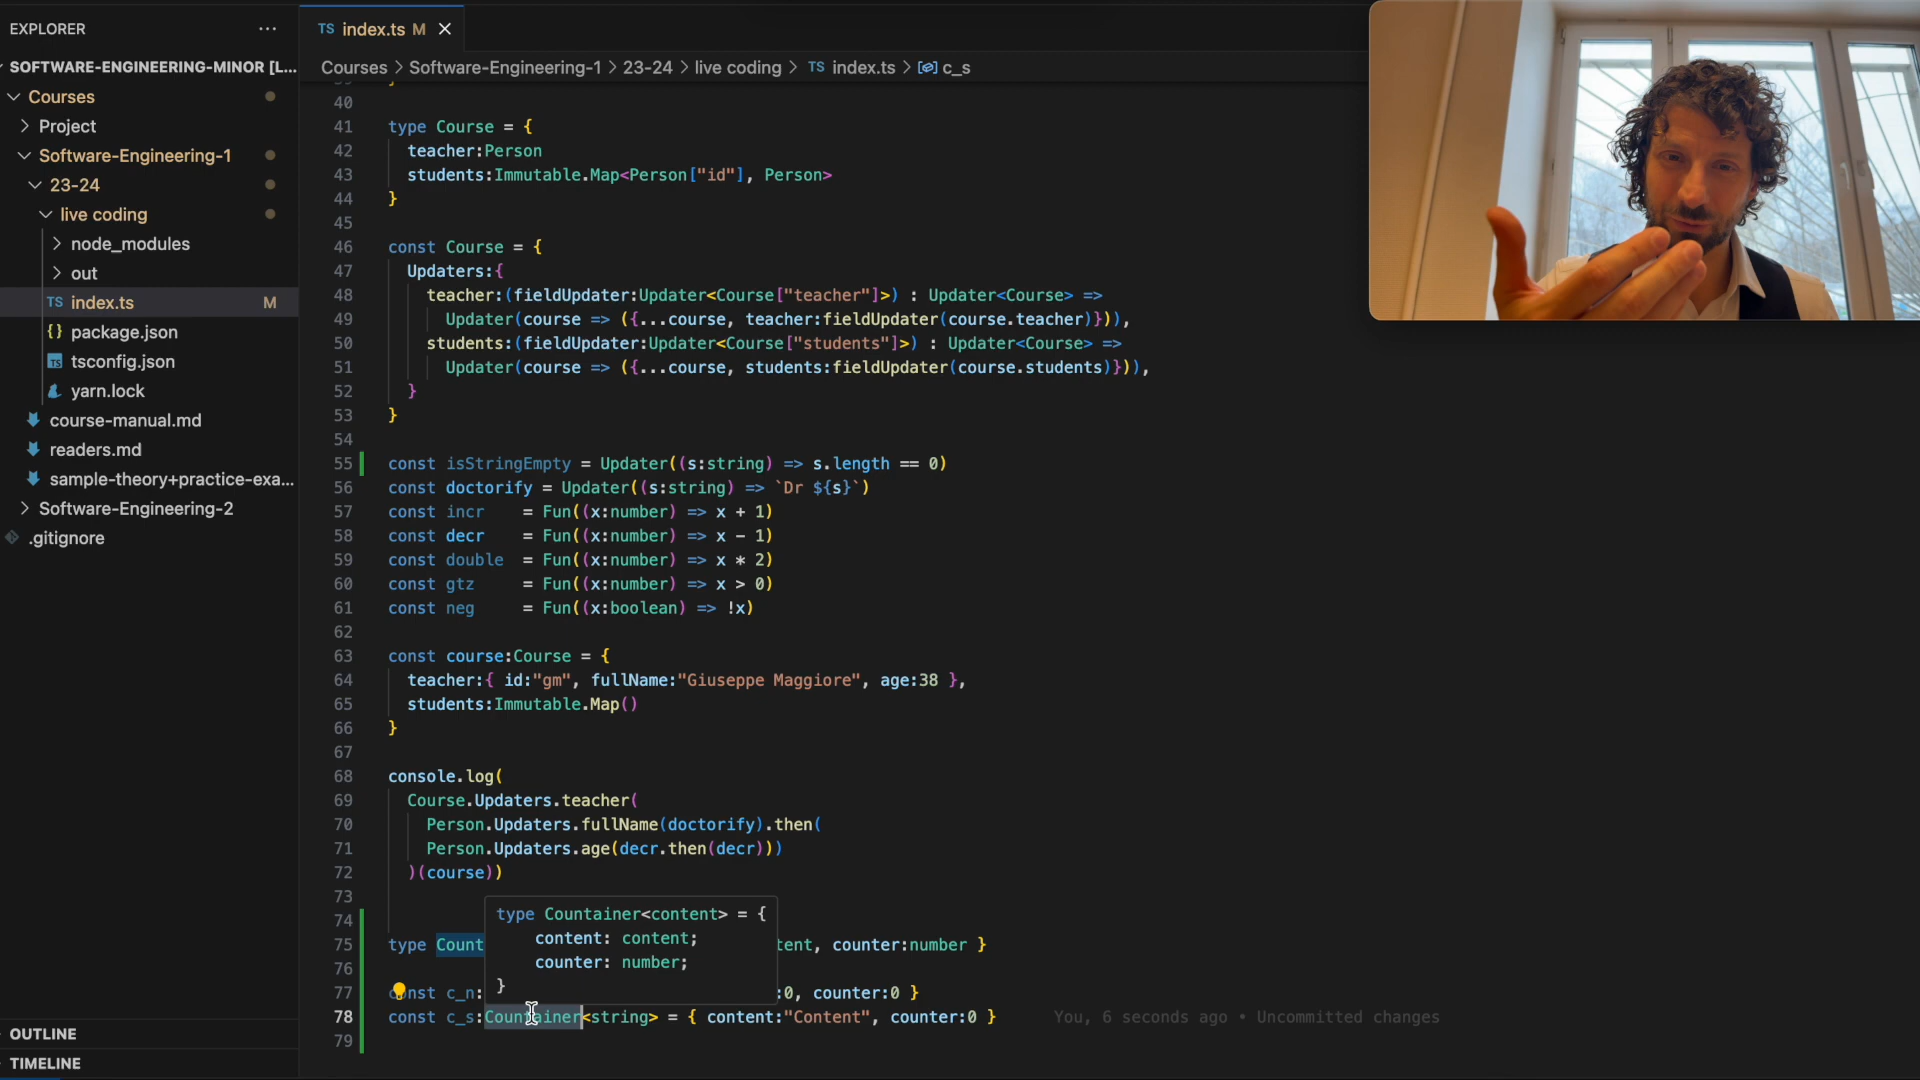 EXPLORER
SOFTWARE-ENGINEERING-MINOR [L...
Courses
Project
Software-Engineering-1
23-24
live coding
node_modules
out
TS index.ts M
{} package.json
TS tsconfig.json
yarn.lock
course-manual.md
readers.md
sample-theory+practice-exa...
Software-Engineering-2
.gitignore
OUTLINE
TIMELINE
TS index.ts M
Courses > Software-Engineering-1 > 23-24 > live coding > TS index.ts > c_s
40
41 type Course = {
42 teacher:Person
43 students:Immutable.Map<Person["id"], Person>
44 }
45
46 const Course = {
47 Updaters:{
48 teacher:(fieldUpdater:Updater<Course["teacher"]>) : Updater<Course> =>
49 Updater(course => ({...course, teacher:fieldUpdater(course.teacher)})),
50 students:(fieldUpdater:Updater<Course["students"]>) : Updater<Course> =>
51 Updater(course => ({...course, students:fieldUpdater(course.students)})),
52 }
53 }
54
55 const isStringEmpty = Updater((s:string) => s.length == 0)
56 const doctorify = Updater((s:string) => `Dr ${s}`)
57 const incr = Fun((x:number) => x + 1)
58 const decr = Fun((x:number) => x - 1)
59 const double = Fun((x:number) => x * 2)
60 const gtz = Fun((x:number) => x > 0)
61 const neg = Fun((x:boolean) => !x)
62
63 const course:Course = {
64 teacher:{ id:"gm", fullName:"Giuseppe Maggiore", age:38 },
65 students:Immutable.Map()
66 }
67
68 console.log(
69 Course.Updaters.teacher(
70 Person.Updaters.fullName(doctorify).then(
71 Person.Updaters.age(decr.then(decr)))
72 )(course))
73
74
type Countainer<content> = {
content: content;
counter: number;
}
75 type Count tent, counter:number }
76
77 const c_n: :0, counter:0 }
78 const c_s:Countainer<string> = { content:"Content", counter:0 } You, 6 seconds ago • Uncommitted changes
79